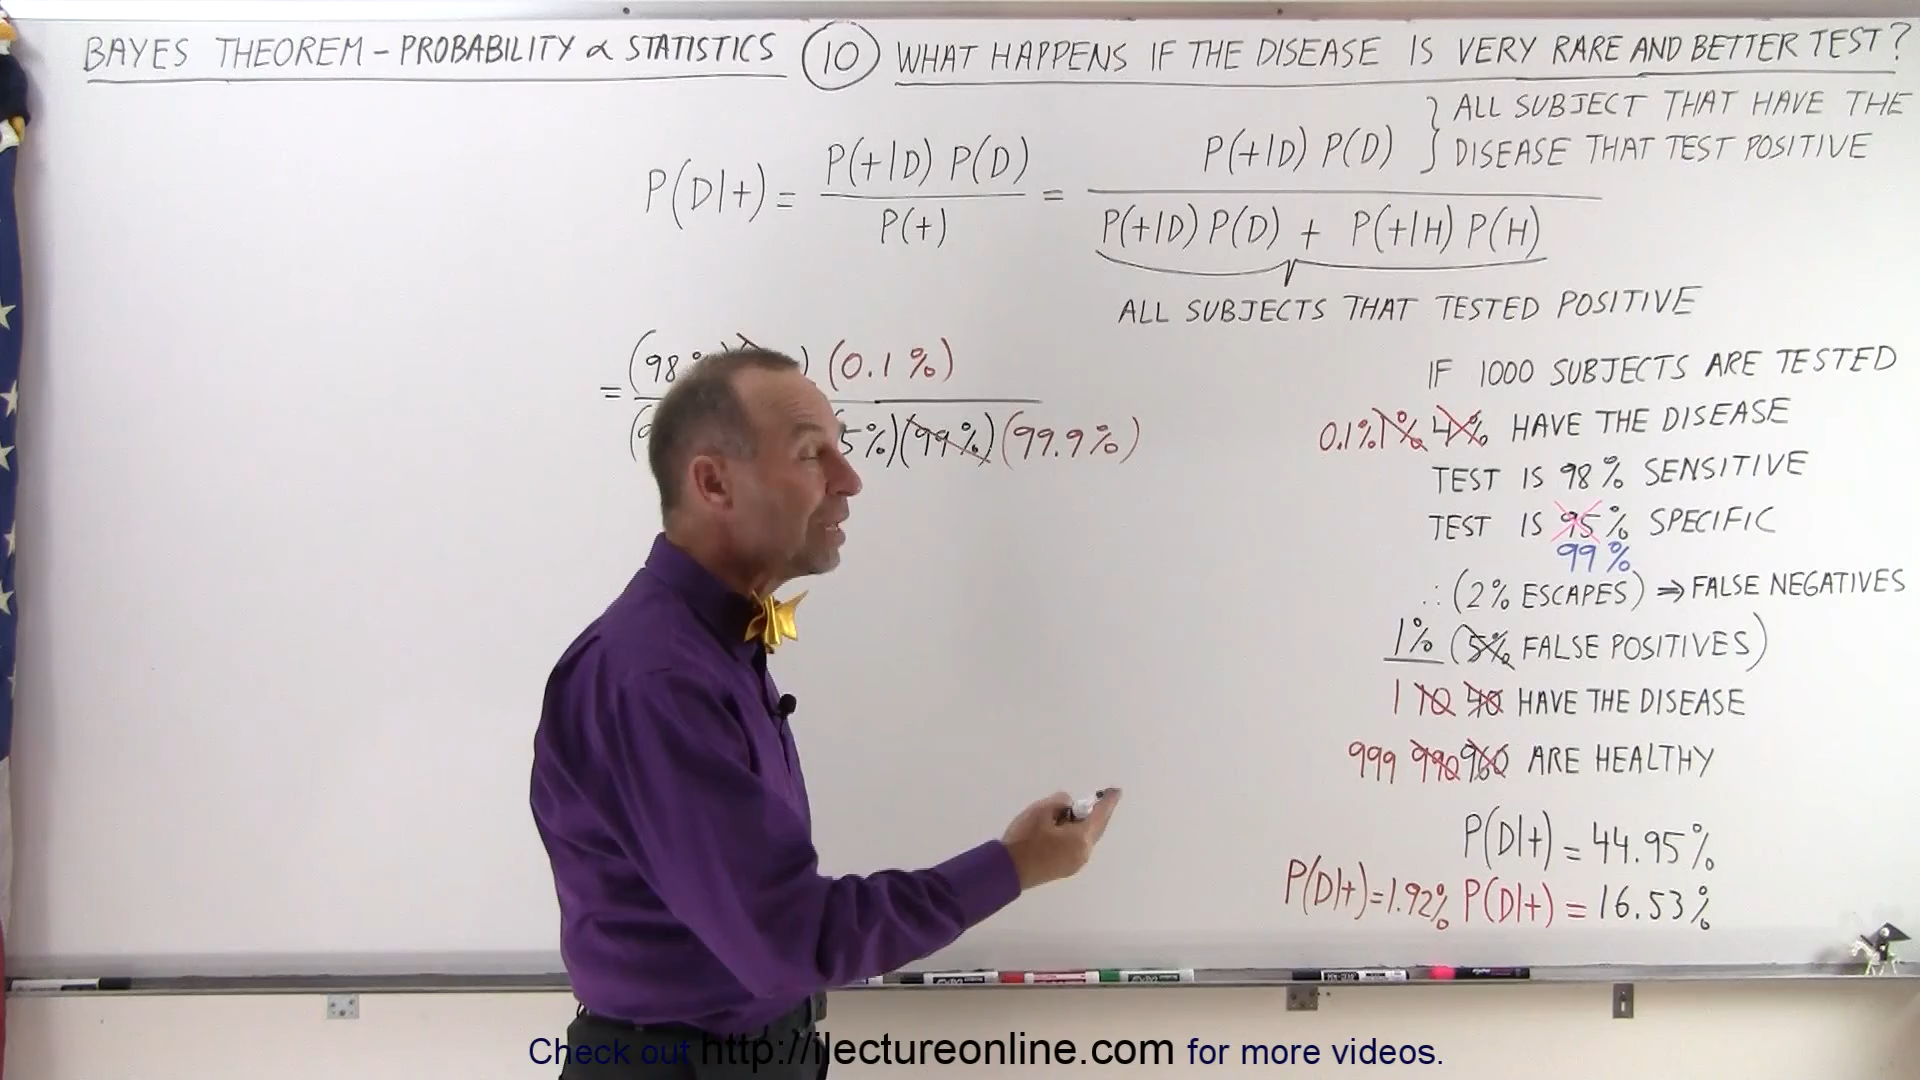 BAYES THEOREM - PROBABILITY & STATISTICS (10) WHAT HAPPENS IF THE DISEASE IS VERY RARE AND BETTER TEST?
} ALL SUBJECT THAT HAVE THE
DISEASE THAT TEST POSITIVE
P(D|+) = P(+|D) P(D) / P(+) = P(+|D) P(D) / P(+|D) P(D) + P(+|H) P(H)
ALL SUBJECTS THAT TESTED POSITIVE
= (98% ) (0.1%)
5%) (99%) (99.9%)
IF 1000 SUBJECTS ARE TESTED
0.1% 1% 4% HAVE THE DISEASE
TEST IS 98% SENSITIVE
TEST IS 95% SPECIFIC
99%
∴ (2% ESCAPES) ⇒ FALSE NEGATIVES
1% (5% FALSE POSITIVES)
1 10 40 HAVE THE DISEASE
999 990 960 ARE HEALTHY
P(D|+) = 44.95%
P(D|+) = 1.92% P(D|+) = 16.53%
Check out http://ilectureonline.com for more videos.